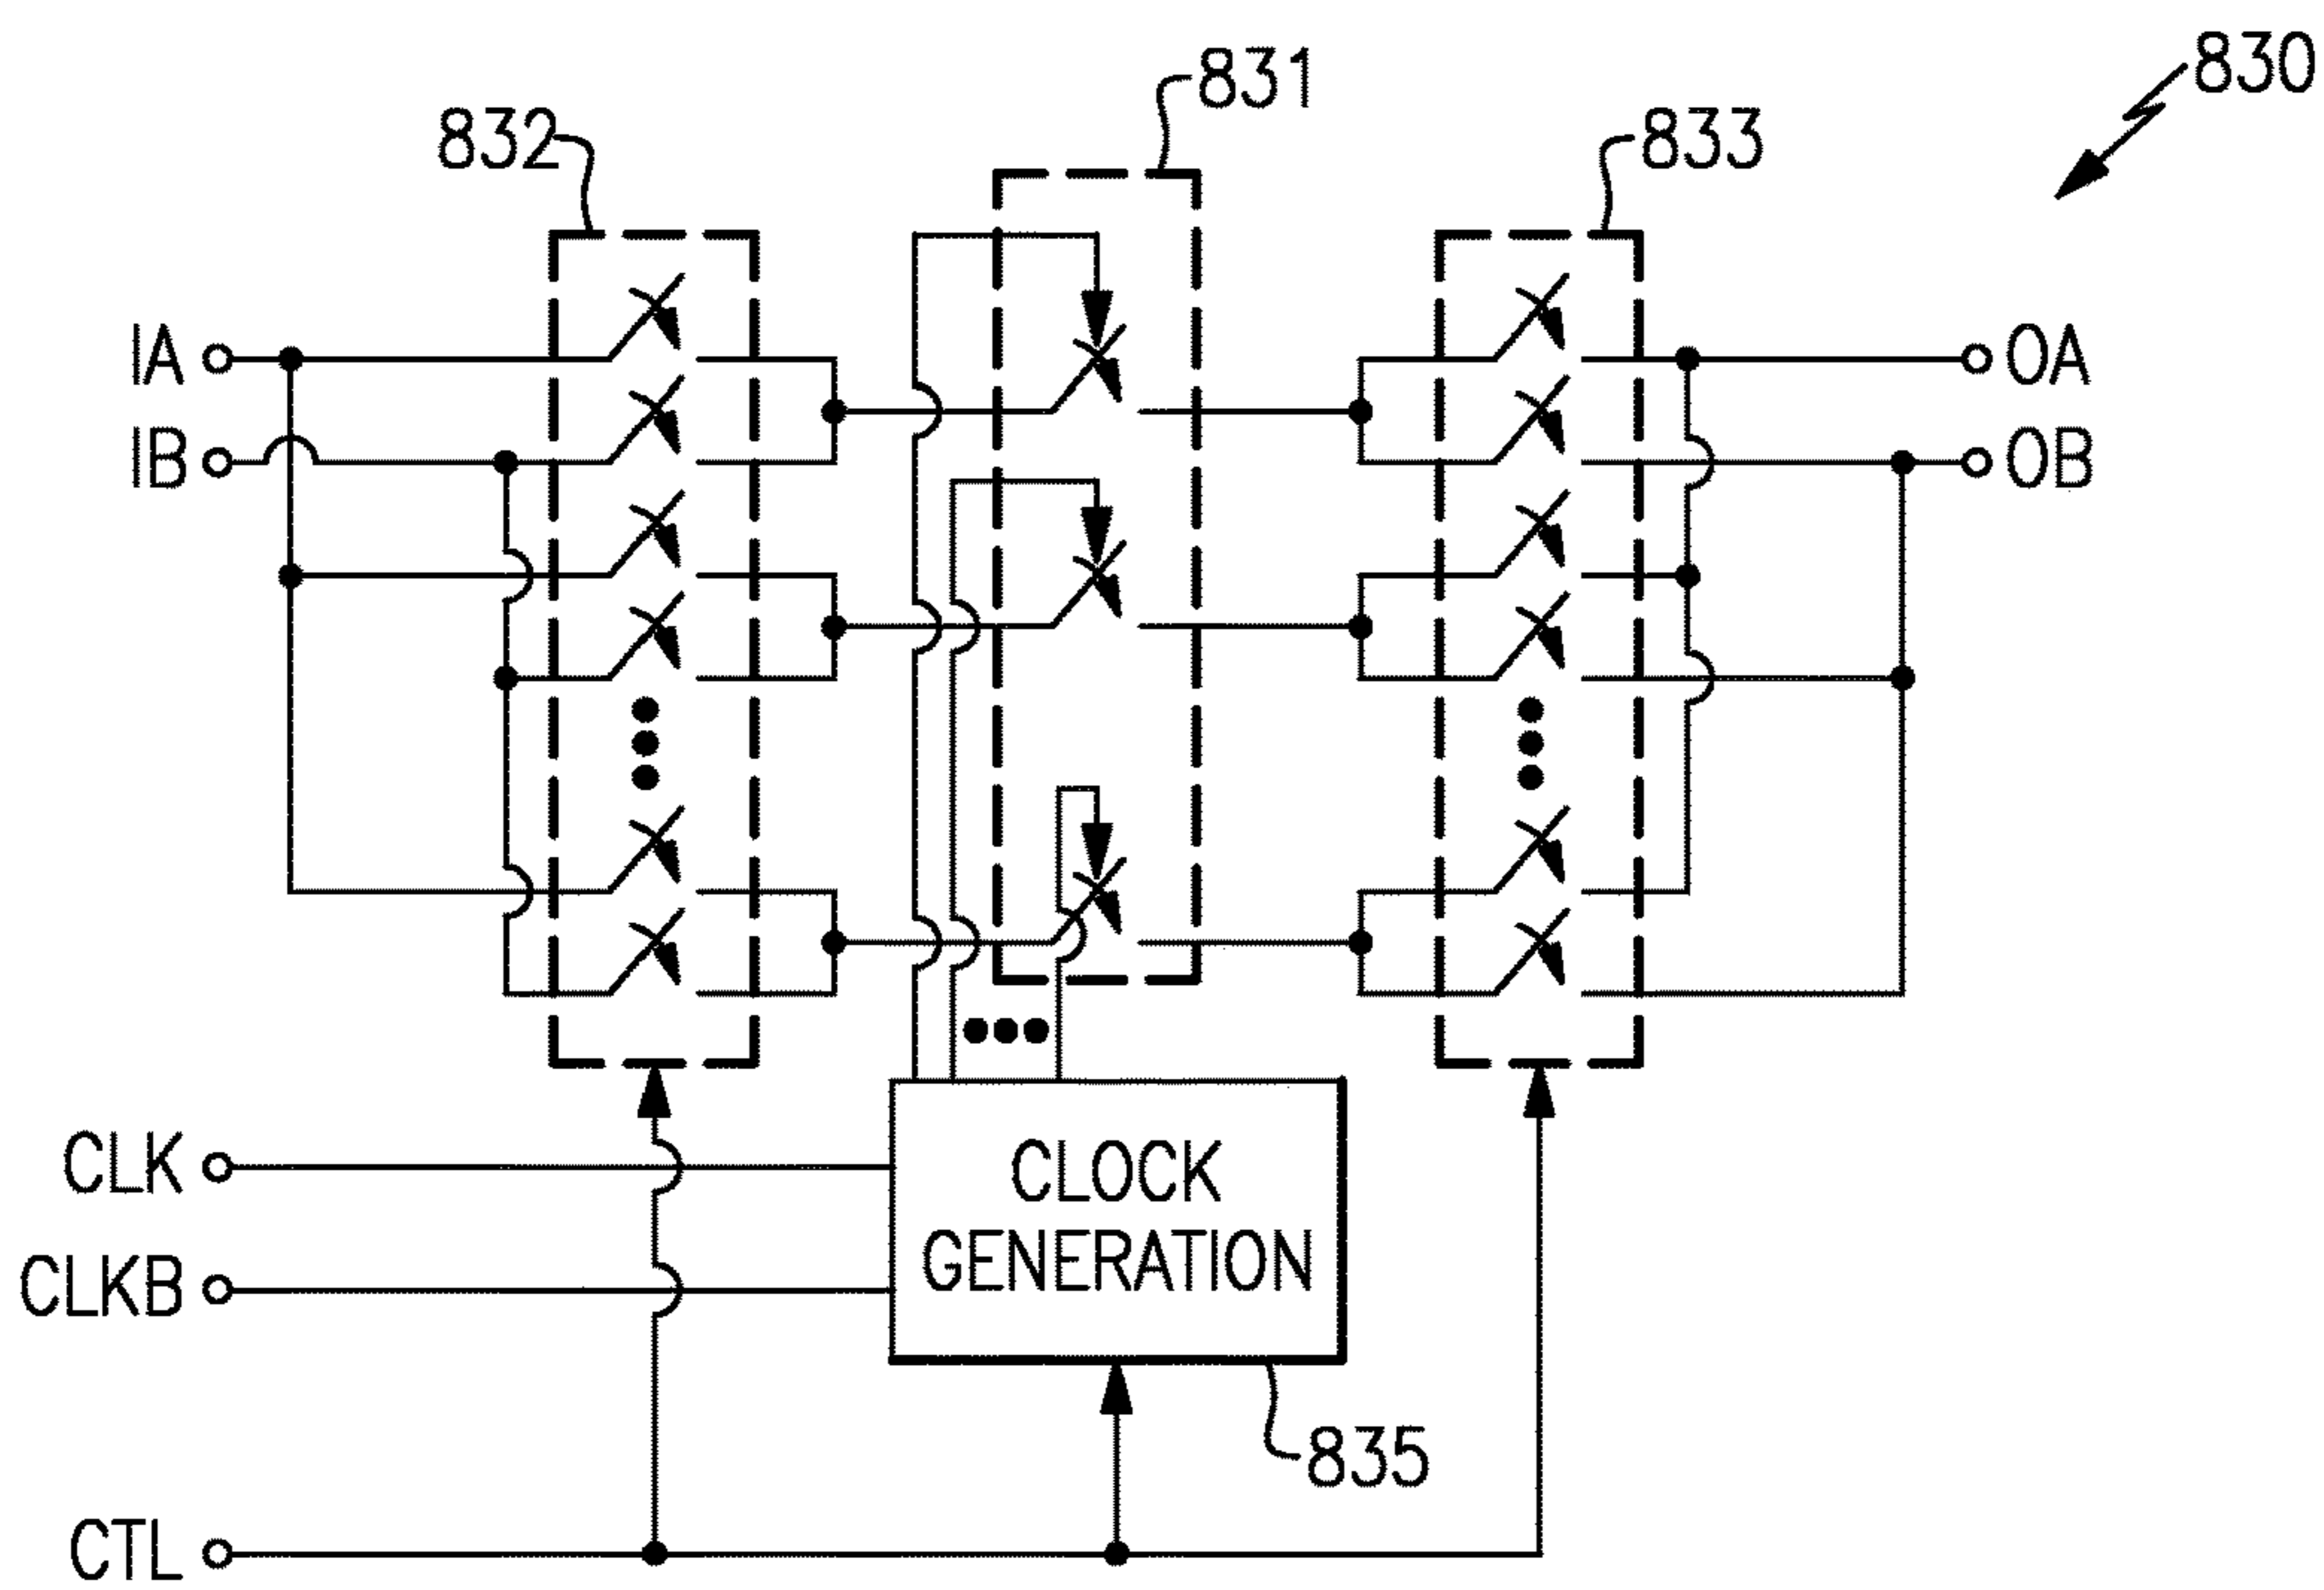 830
831
832
833
IA
OA
IB
OB
CLK
CLOCK
GENERATION
CLKB
835
CTL